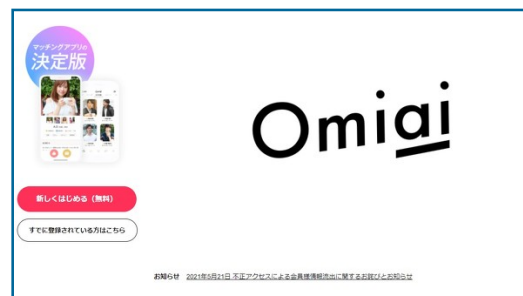 マッチングアプリの
決定版
Omiai
新しくはじめる（無料）
すでに登録されている方はこちら
お知らせ 2021年5月21日 不正アクセスによる会員様情報流出に関するお詫びとお知らせ